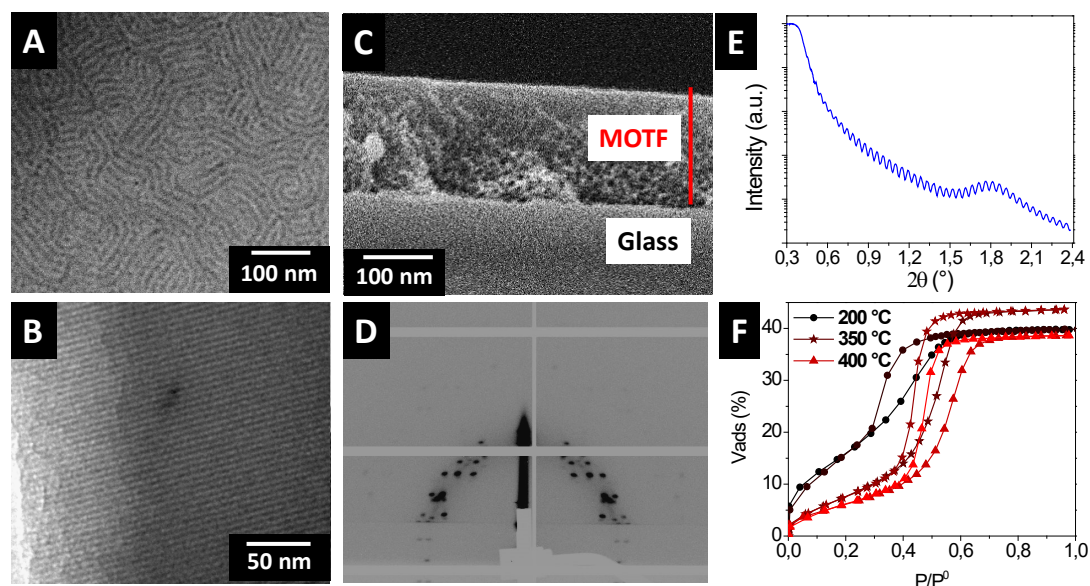 A
100 nm
B
50 nm
C
MOTF
Glass
100 nm
D
E
Intensity (a.u.)
0,3 0,6 0,9 1,2 1,5 1,8 2,1 2,4
2θ (°)
F
200 °C
350 °C
400 °C
Vads (%)
40
30
20
10
0
0,0 0,2 0,4 0,6 0,8 1,0
P/P⁰